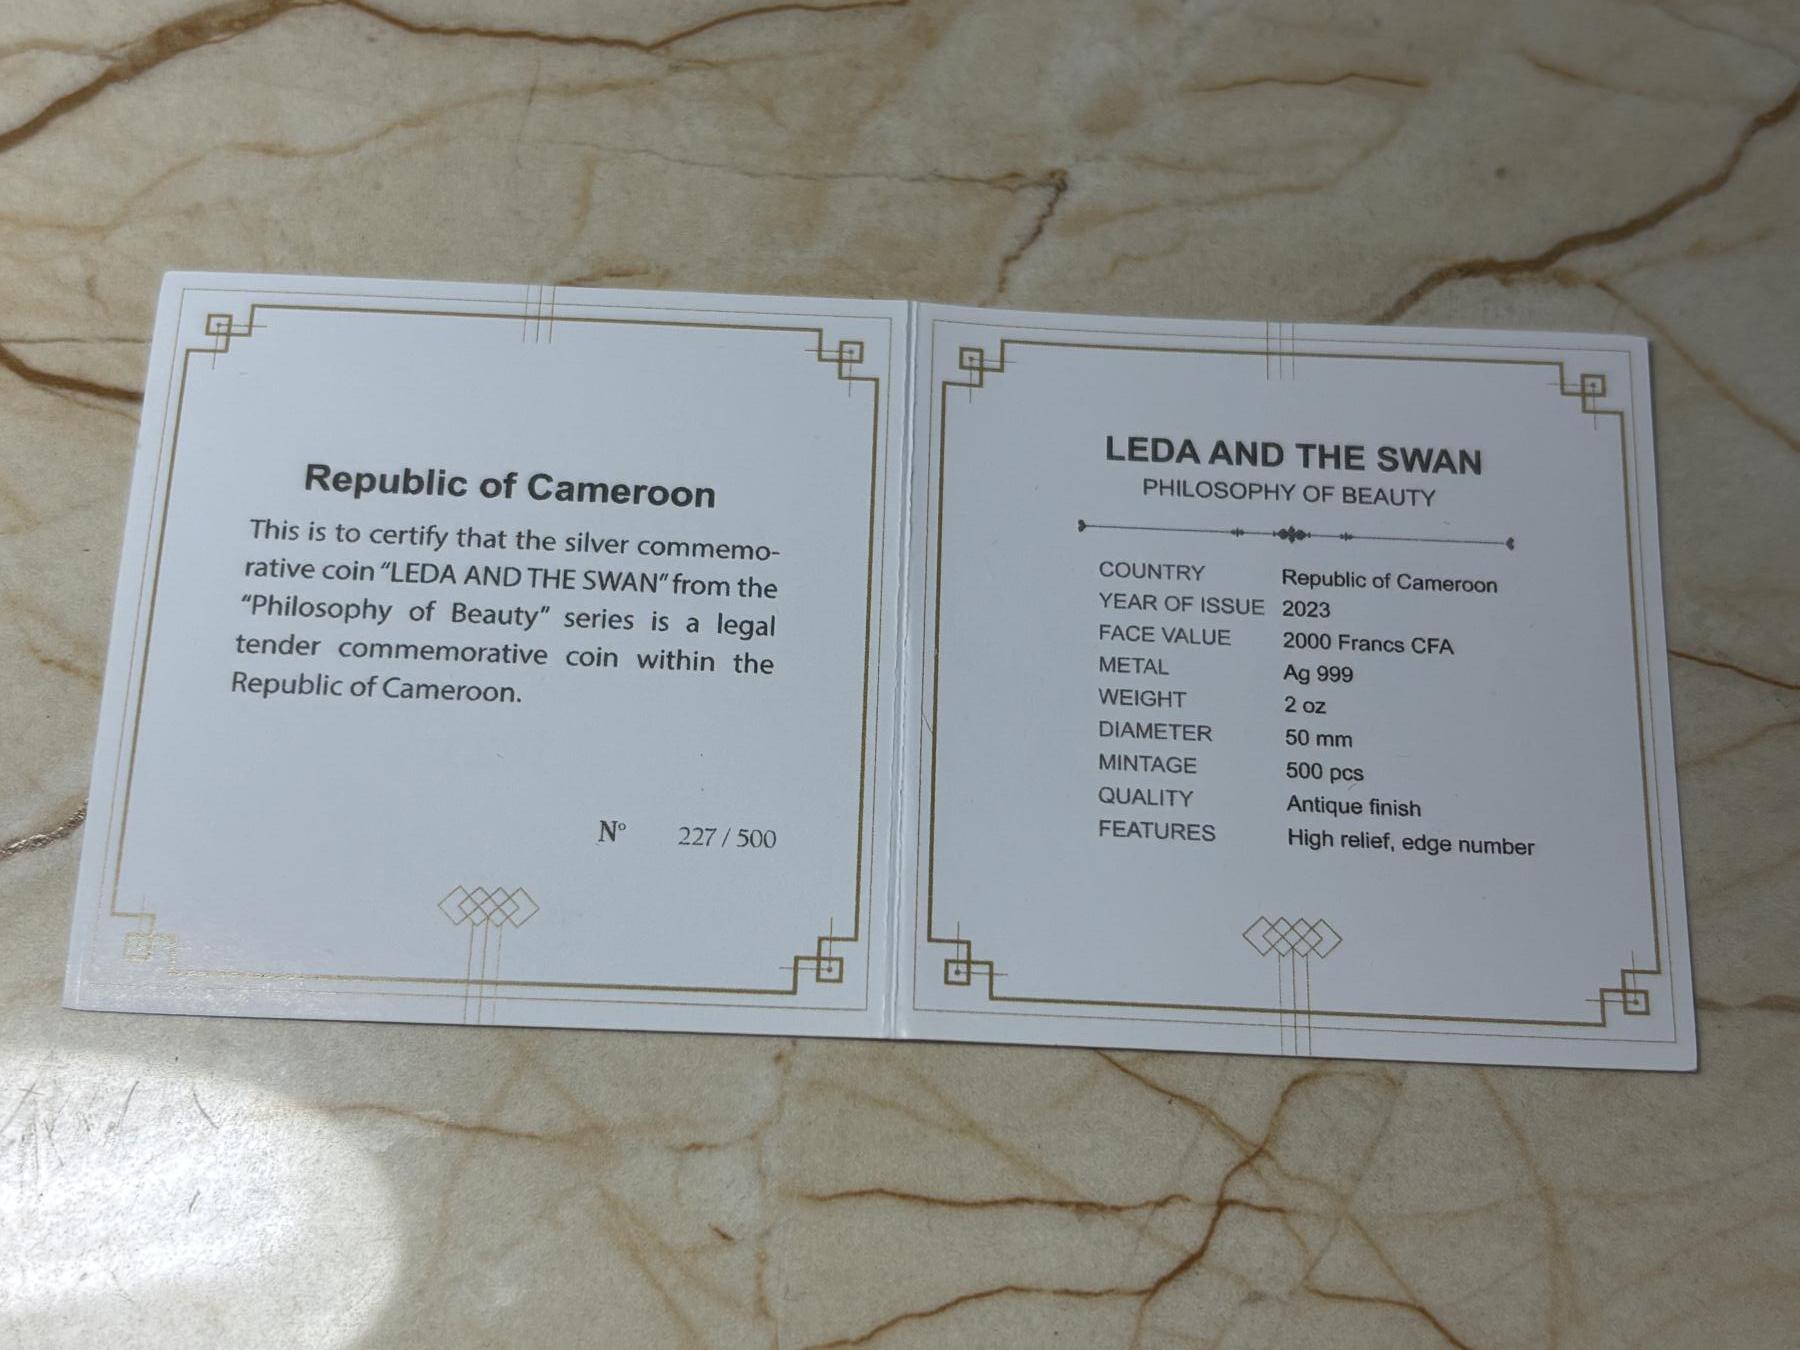 Republic of Cameroon
This is to certify that the silver commemo-
rative coin “LEDA AND THE SWAN” from the
“Philosophy of Beauty” series is a legal
tender commemorative coin within the
Republic of Cameroon.
Nº 227 / 500
LEDA AND THE SWAN
PHILOSOPHY OF BEAUTY
COUNTRY Republic of Cameroon
YEAR OF ISSUE 2023
FACE VALUE 2000 Francs CFA
METAL Ag 999
WEIGHT 2 oz
DIAMETER 50 mm
MINTAGE 500 pcs
QUALITY Antique finish
FEATURES High relief, edge number